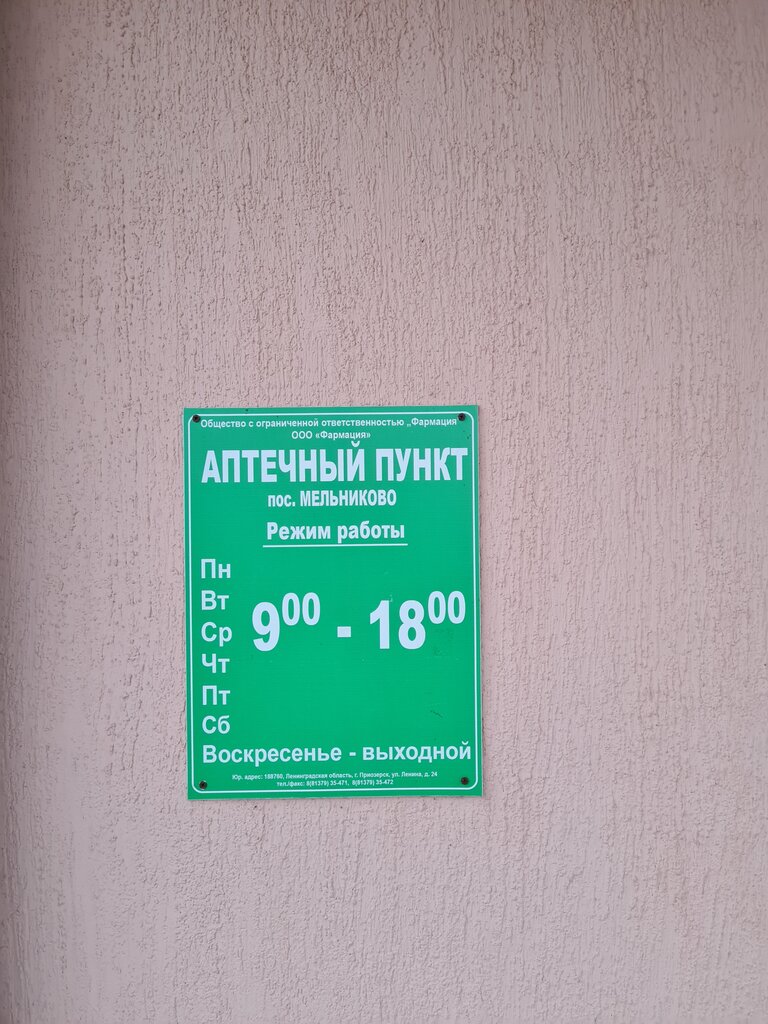 Общество с ограниченной ответственностью „Фармация"
ООО «Фармация»
АПТЕЧНЫЙ ПУНКТ
пос. МЕЛЬНИКОВО
Режим работы
Пн
Вт
Ср
Чт
Пт
Сб
9⁰⁰ - 18⁰⁰
Воскресенье - выходной
Юр. адрес: 188760, Ленинградская область, г. Приозерск, ул. Ленина, д. 24
тел./факс: 8(81379) 35-471, 8(81379) 35-472